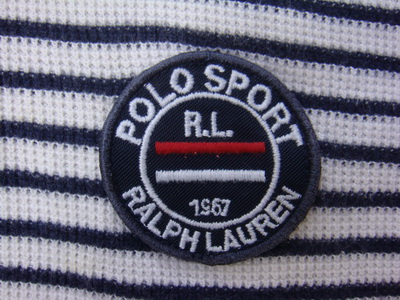 POLO SPORT
R.L.
1967
RALPH LAUREN